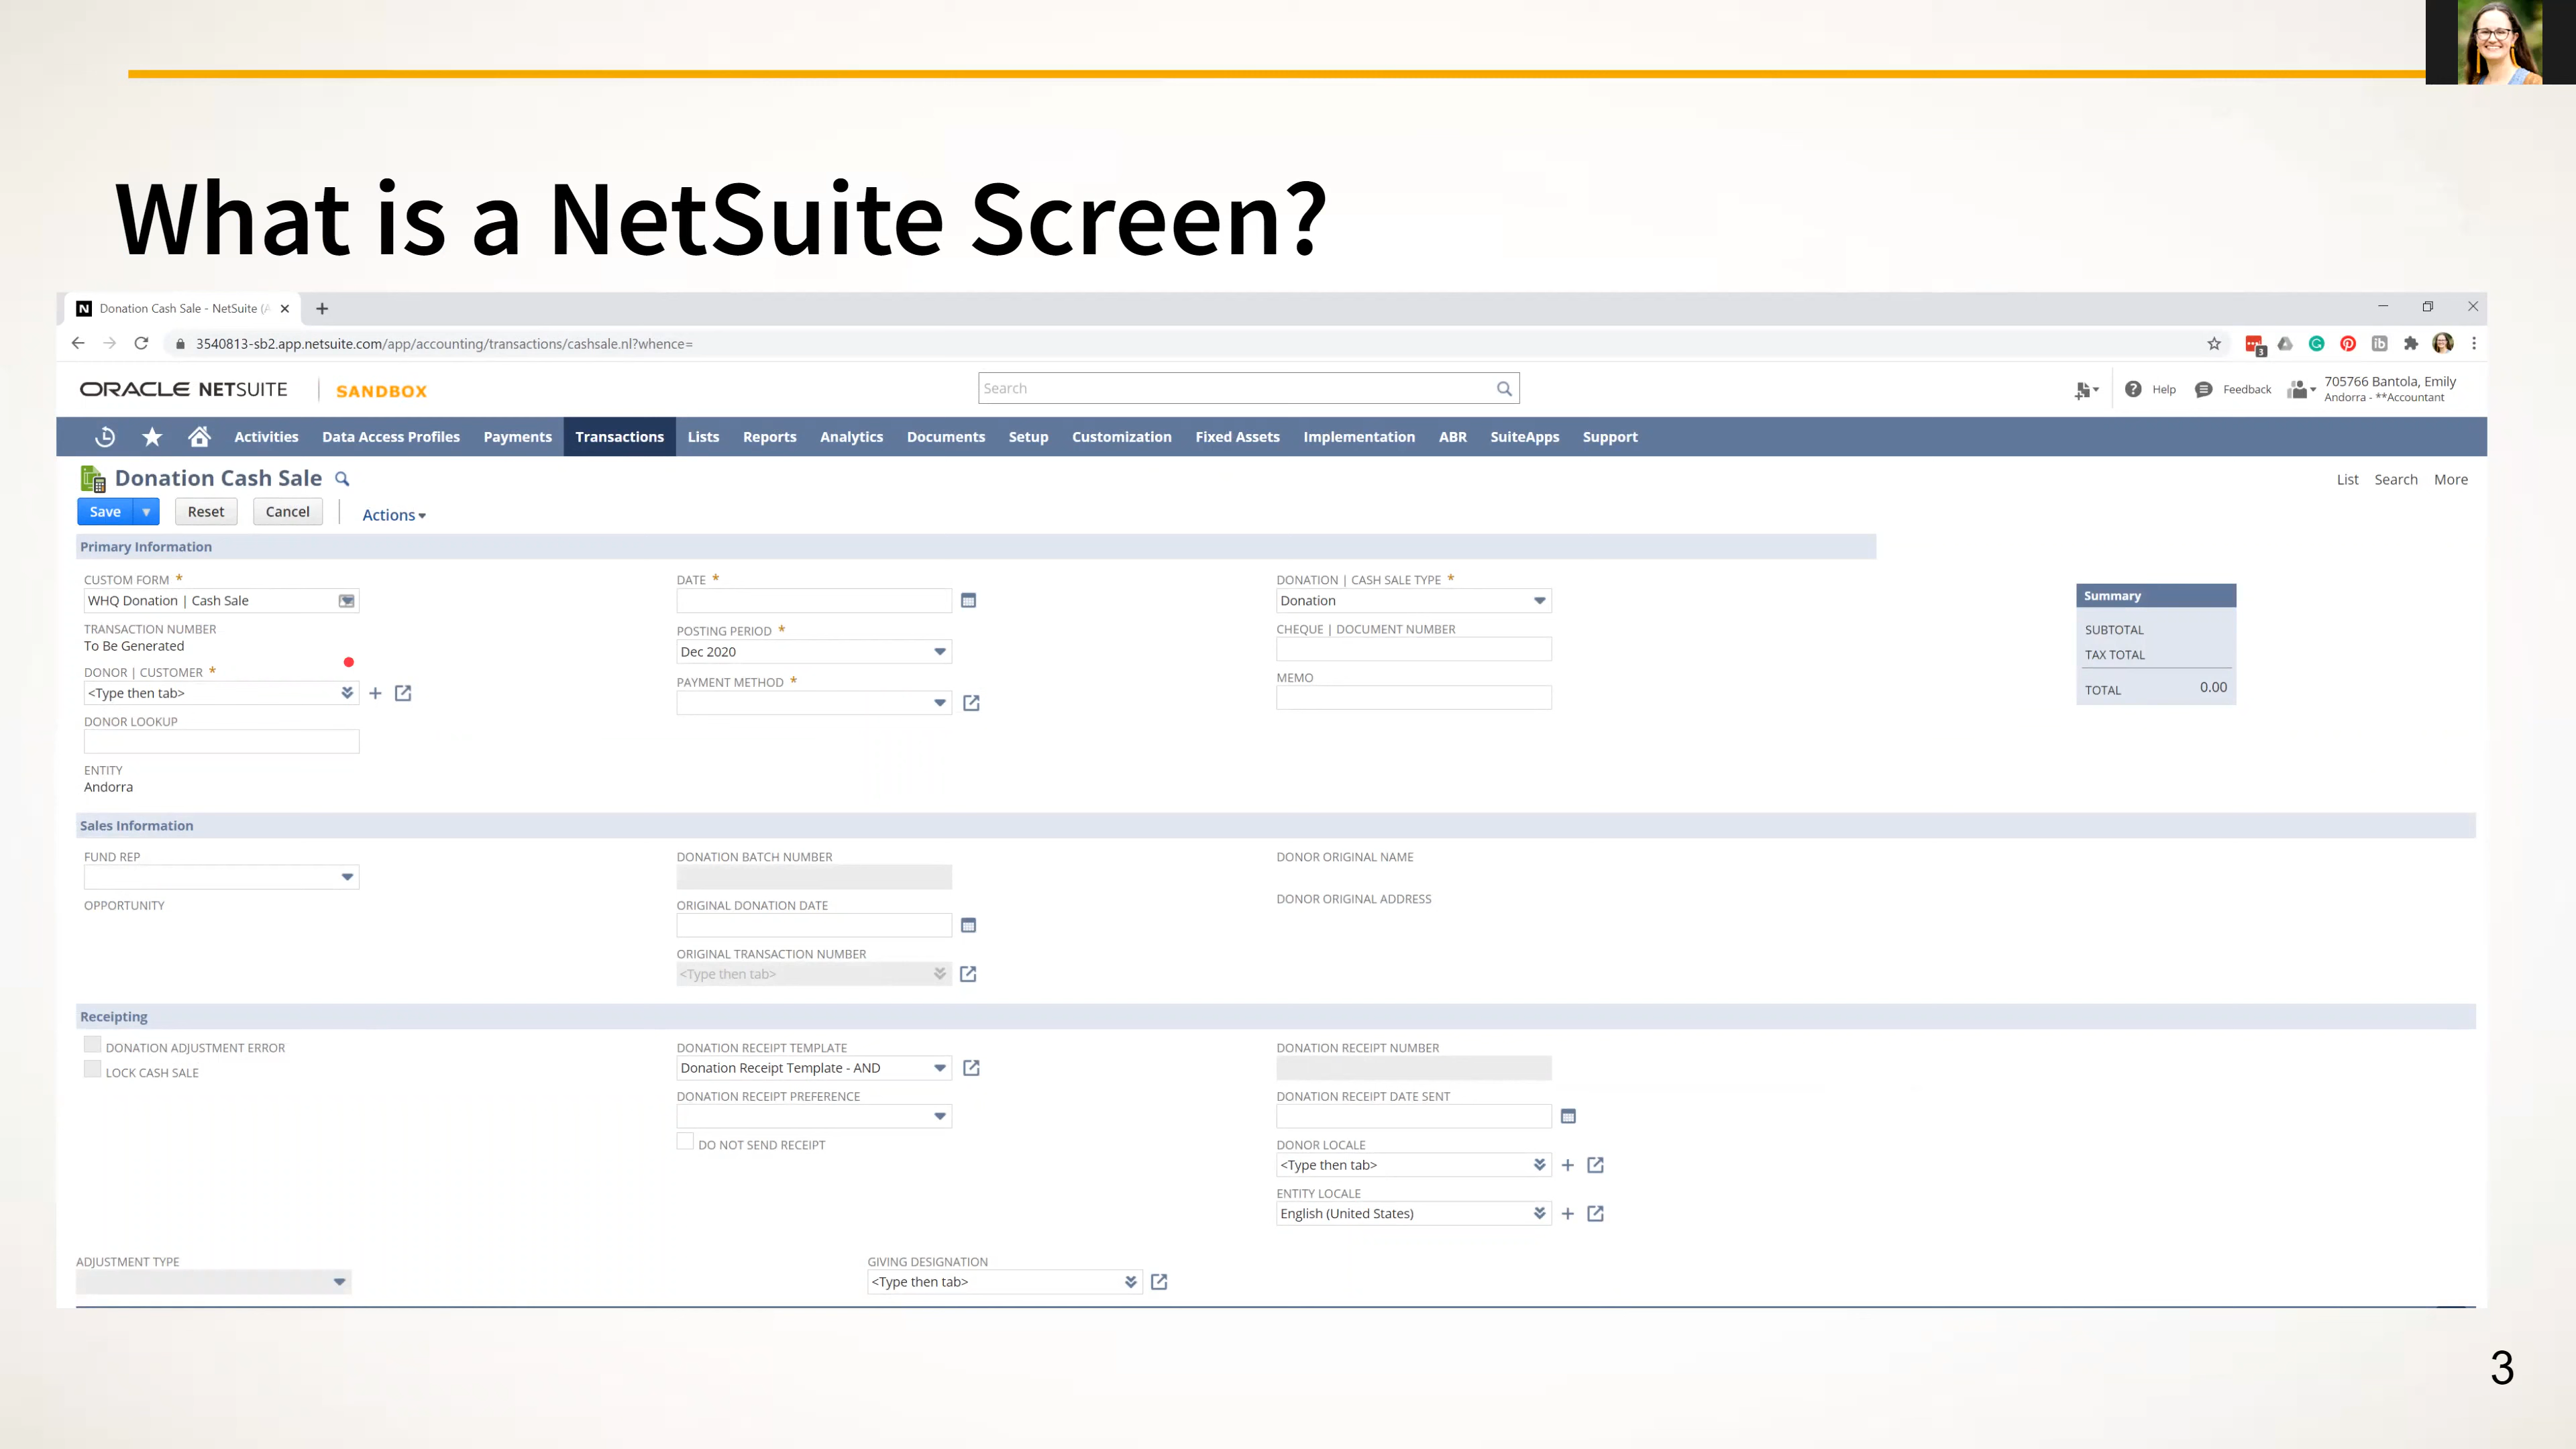 What is a NetSuite Screen?
Donation Cash Sale - NetSuite (A
3540813-sb2.app.netsuite.com/app/accounting/transactions/cashsale.nl?whence=
3
ORACLE NETSUITE SANDBOX
Search
Help Feedback 705766 Bantola, Emily
Andorra - **Accountant
Activities Data Access Profiles Payments Transactions Lists Reports Analytics Documents Setup Customization Fixed Assets Implementation ABR SuiteApps Support
Donation Cash Sale
List Search More
Save Reset Cancel Actions
Primary Information
CUSTOM FORM *
WHQ Donation | Cash Sale
TRANSACTION NUMBER
To Be Generated
DONOR | CUSTOMER *
<Type then tab>
DONOR LOOKUP
ENTITY
Andorra
DATE *
POSTING PERIOD *
Dec 2020
PAYMENT METHOD *
DONATION | CASH SALE TYPE *
Donation
CHEQUE | DOCUMENT NUMBER
MEMO
Summary
SUBTOTAL
TAX TOTAL
TOTAL 0.00
Sales Information
FUND REP
OPPORTUNITY
DONATION BATCH NUMBER
ORIGINAL DONATION DATE
ORIGINAL TRANSACTION NUMBER
<Type then tab>
DONOR ORIGINAL NAME
DONOR ORIGINAL ADDRESS
Receipting
DONATION ADJUSTMENT ERROR
LOCK CASH SALE
DONATION RECEIPT TEMPLATE
Donation Receipt Template - AND
DONATION RECEIPT PREFERENCE
DO NOT SEND RECEIPT
DONATION RECEIPT NUMBER
DONATION RECEIPT DATE SENT
DONOR LOCALE
<Type then tab>
ENTITY LOCALE
English (United States)
ADJUSTMENT TYPE
GIVING DESIGNATION
<Type then tab>
3